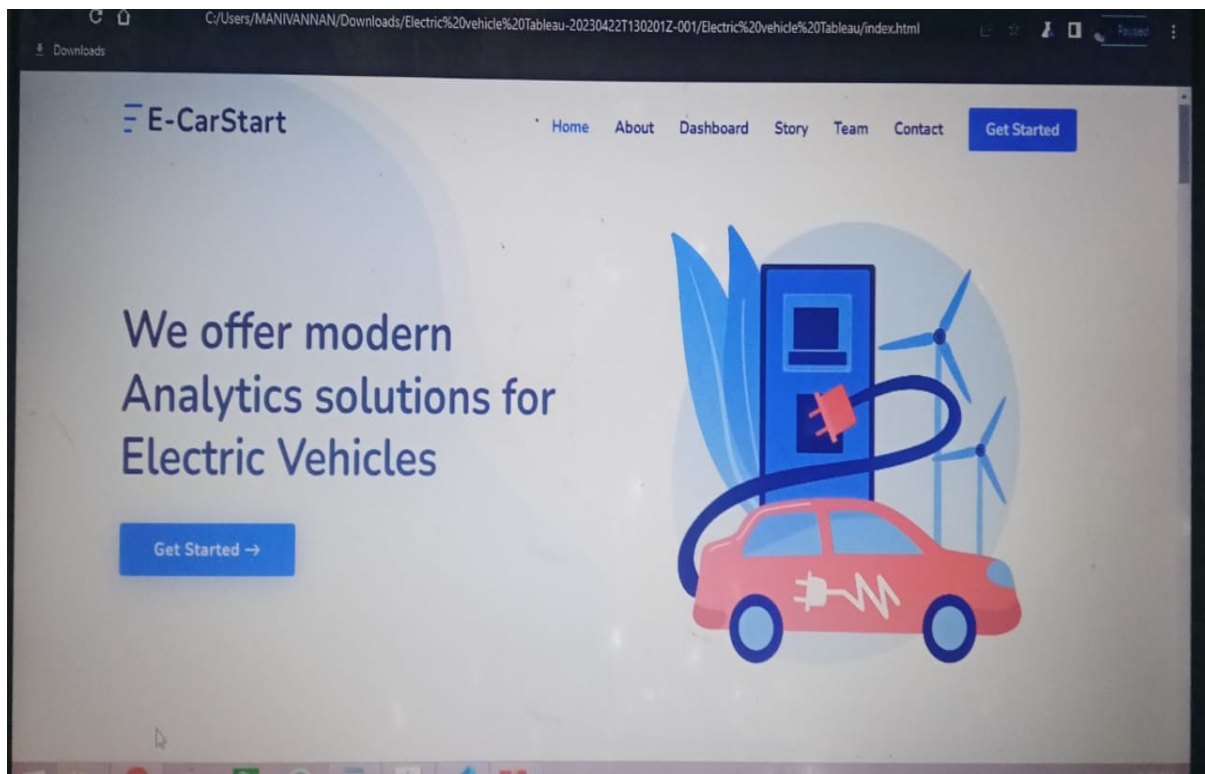 C:/Users/MANIVANNAN/Downloads/Electric%20vehicle%20Tableau-20230422T130201Z-001/Electric%20vehicle%20Tableau/index.html
Paused
Downloads
E-CarStart
Home About Dashboard Story Team Contact Get Started
We offer modern
Analytics solutions for
Electric Vehicles
Get Started →